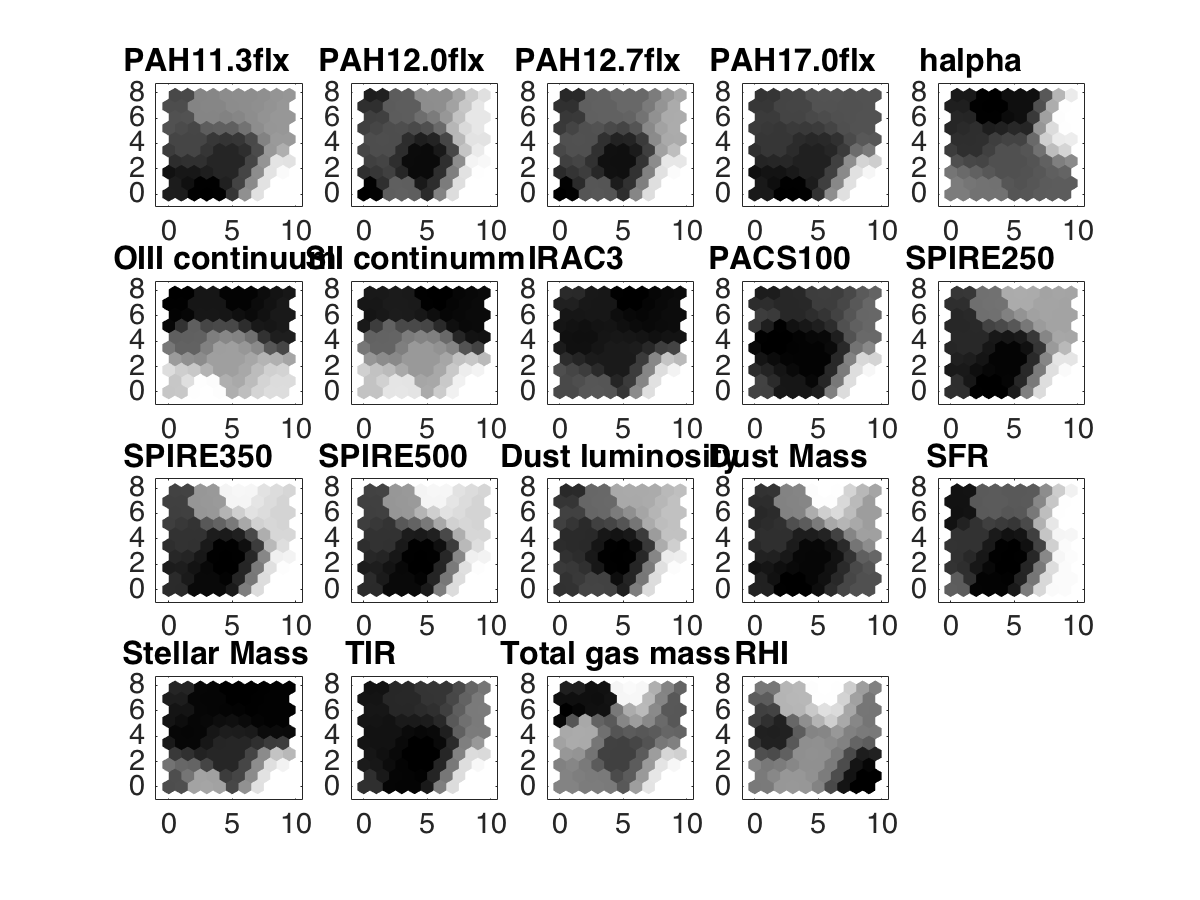 PAH11.3flx PAH12.0flx PAH12.7flx PAH17.0flx halpha
8 8 8 8 8
6 6 6 6 6
4 4 4 4 4
2 2 2 2 2
0 0 0 0 0
0 5 10 0 5 10 0 5 10 0 5 10 0 5 10
OIII continuum SII continumm IRAC3 PACS100 SPIRE250
8 8 8 8 8
6 6 6 6 6
4 4 4 4 4
2 2 2 2 2
0 0 0 0 0
0 5 10 0 5 10 0 5 10 0 5 10 0 5 10
SPIRE350 SPIRE500 Dust luminosity Dust Mass SFR
8 8 8 8 8
6 6 6 6 6
4 4 4 4 4
2 2 2 2 2
0 0 0 0 0
0 5 10 0 5 10 0 5 10 0 5 10 0 5 10
Stellar Mass TIR Total gas mass RHI
8 8 8 8
6 6 6 6
4 4 4 4
2 2 2 2
0 0 0 0
0 5 10 0 5 10 0 5 10 0 5 10